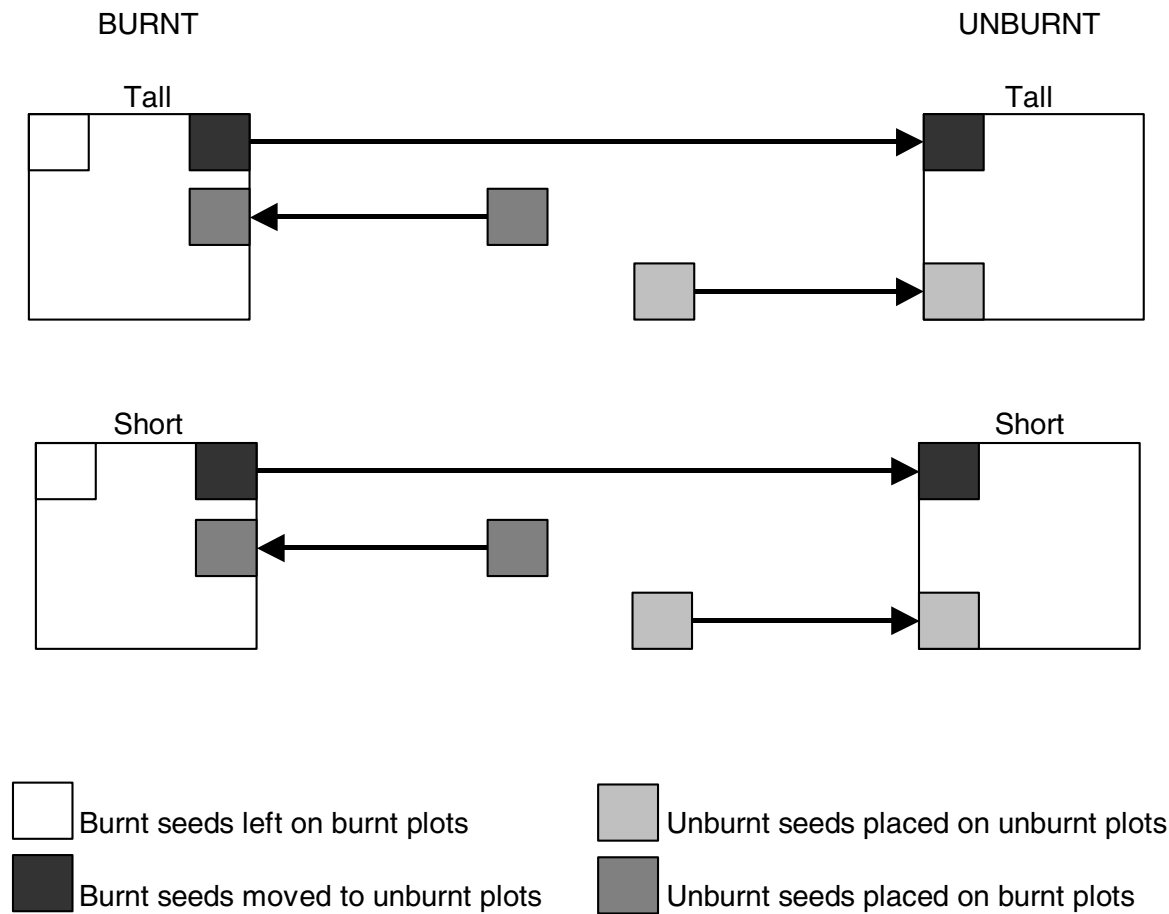 BURNT
UNBURNT
Tall
Tall
Short
Short
Burnt seeds left on burnt plots
Unburnt seeds placed on unburnt plots
Burnt seeds moved to unburnt plots
Unburnt seeds placed on burnt plots